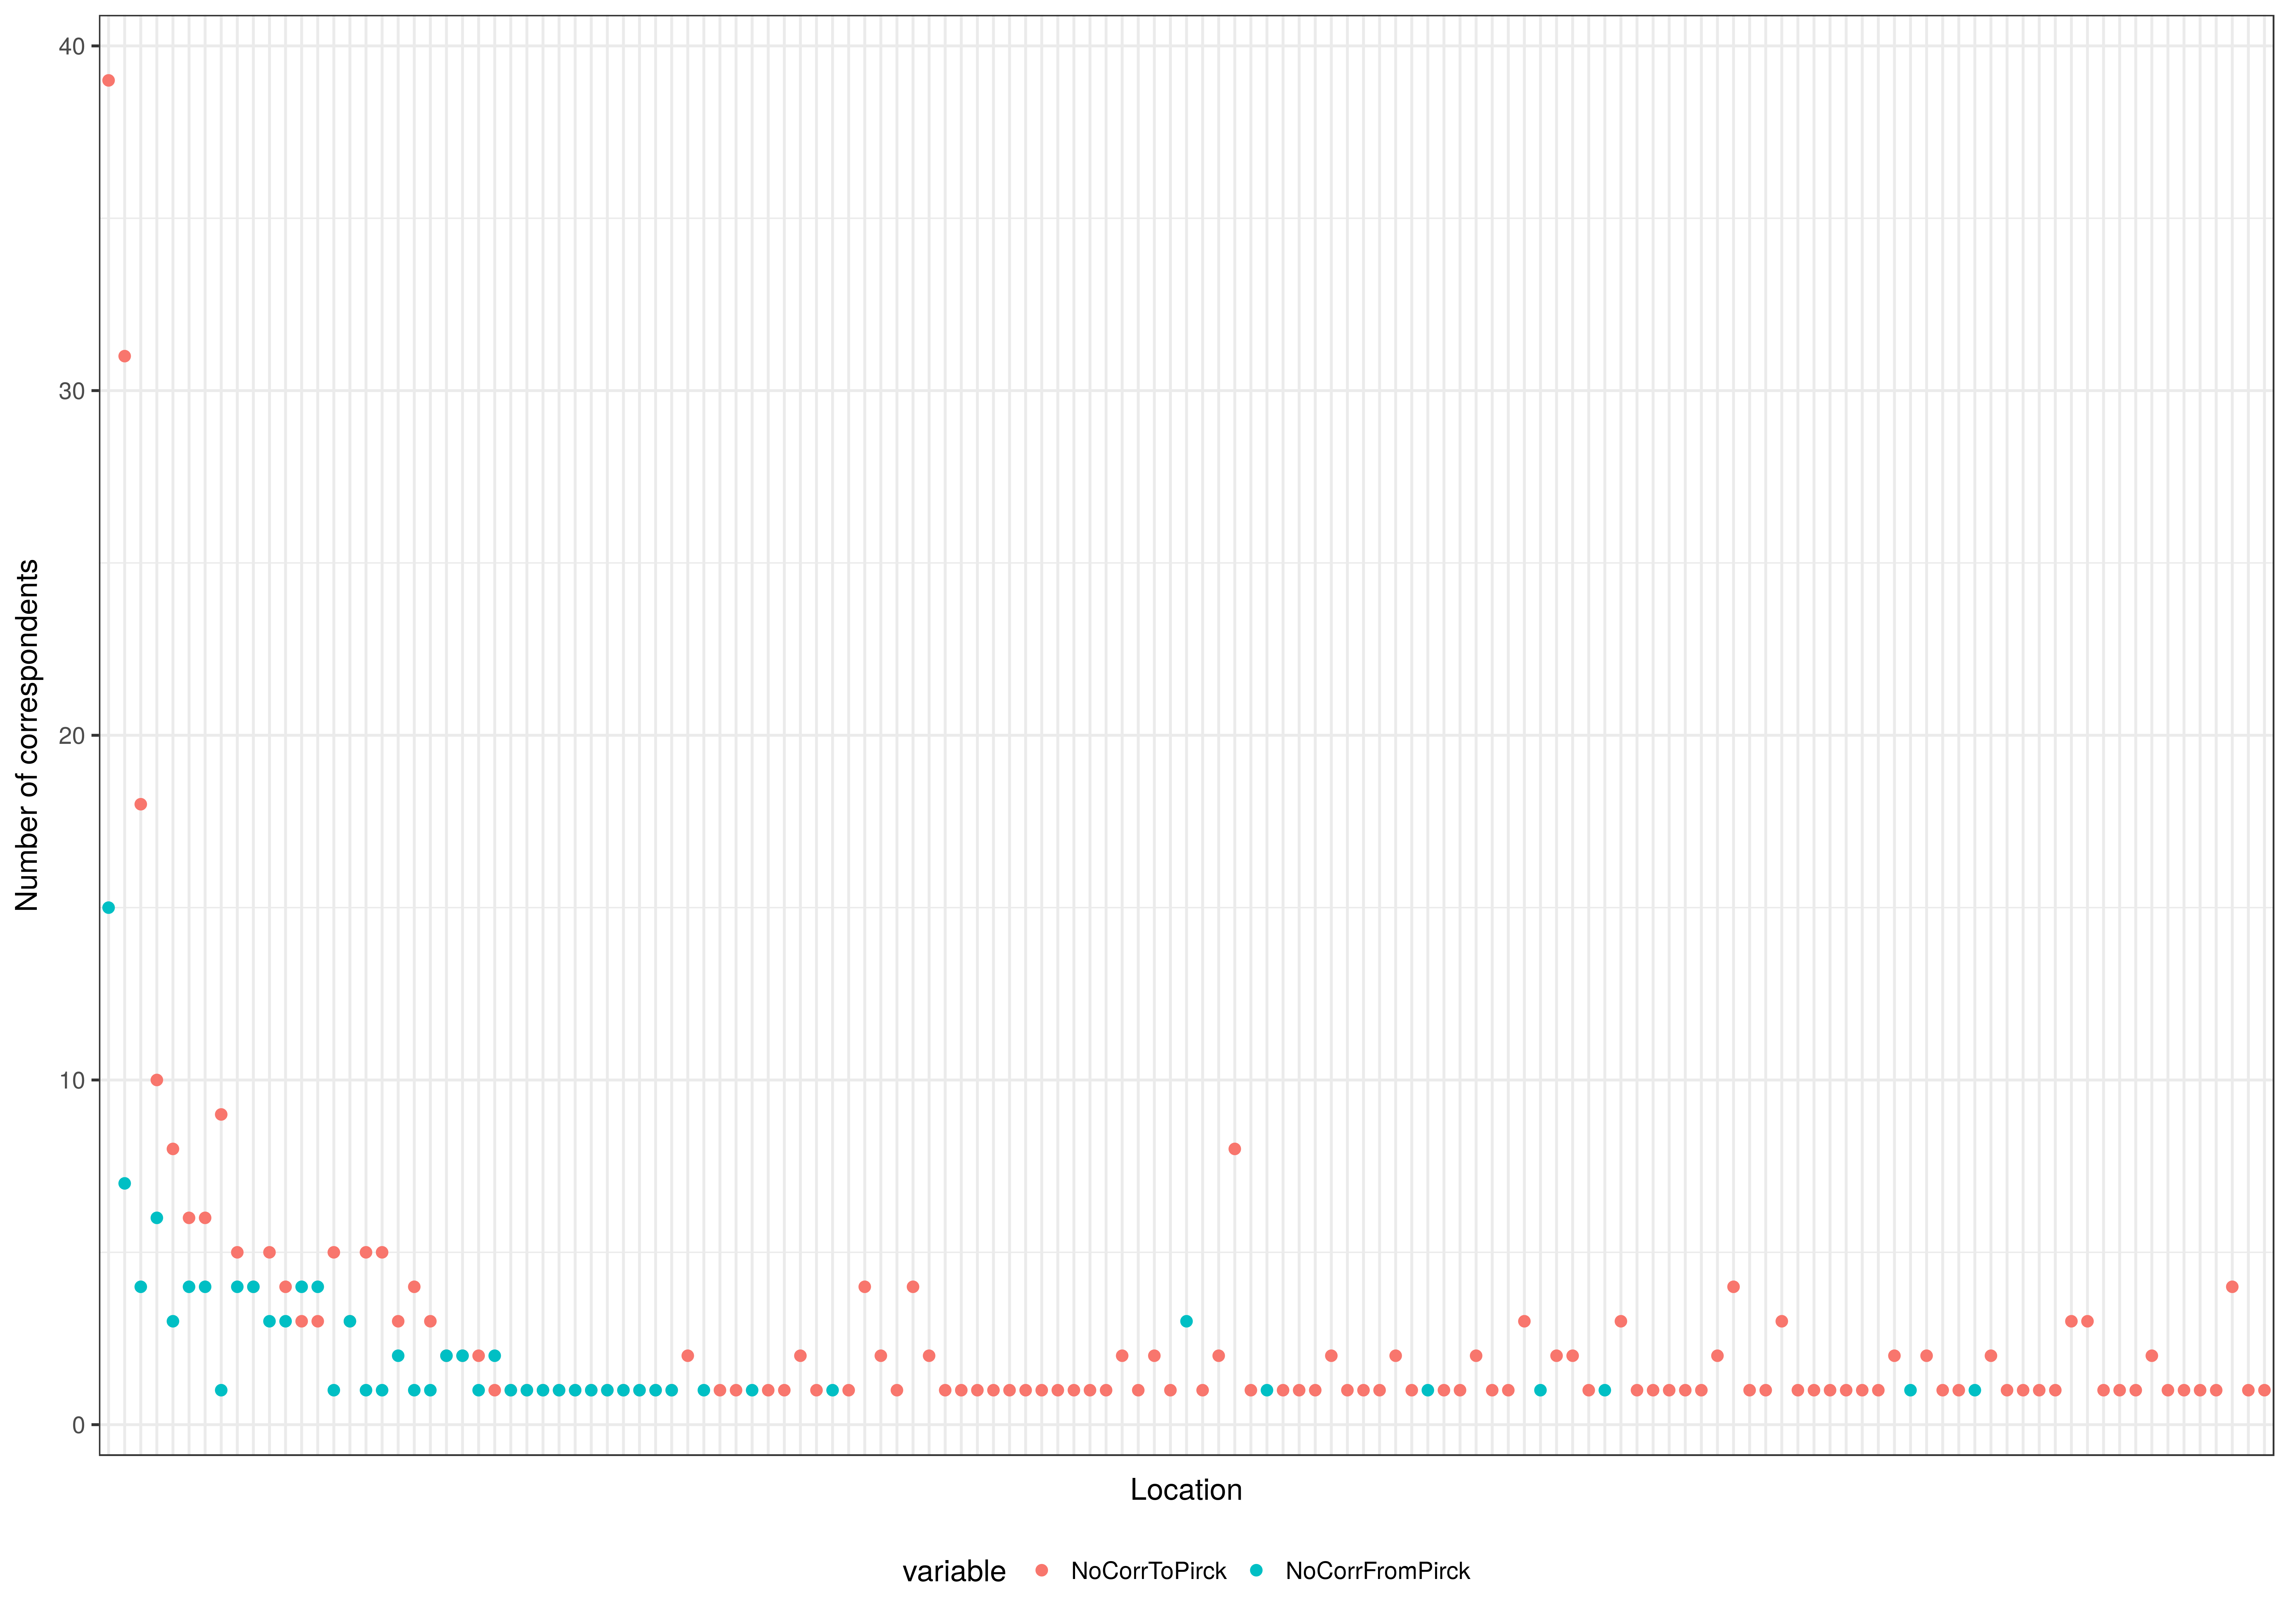 40
30
20
10
0
Number of correspondents
Location
variable NoCorrToPirck NoCorrFromPirck